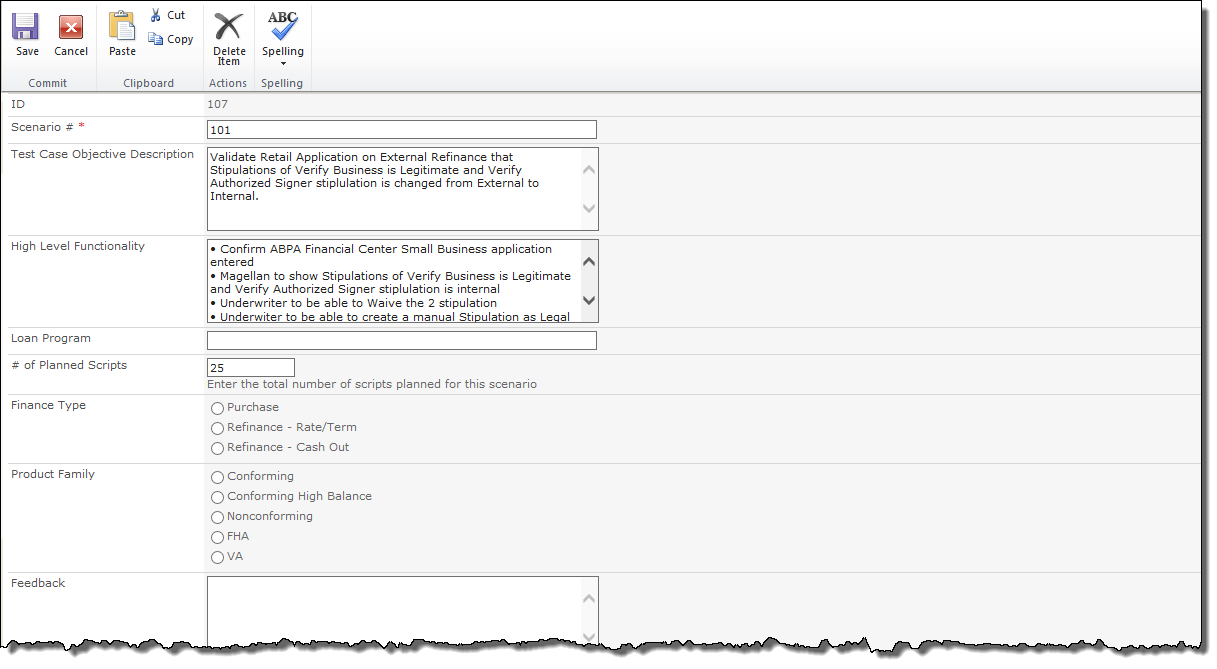 Save
Cancel
Commit
Paste
Cut
Copy
Clipboard
Delete
Item
Actions
ABC
Spelling
Spelling
ID
107
Scenario # *
101
Test Case Objective Description
Validate Retail Application on External Refinance that
Stipulations of Verify Business is Legitimate and Verify
Authorized Signer stiplulation is changed from External to
Internal.
High Level Functionality
• Confirm ABPA Financial Center Small Business application
entered
• Magellan to show Stipulations of Verify Business is Legitimate
and Verify Authorized Signer stiplulation is internal
• Underwriter to be able to Waive the 2 stipulation
• Underwiter to be able to create a manual Stipulation as Legal
Loan Program
# of Planned Scripts
25
Enter the total number of scripts planned for this scenario
Finance Type
Purchase
Refinance - Rate/Term
Refinance - Cash Out
Product Family
Conforming
Conforming High Balance
Nonconforming
FHA
VA
Feedback